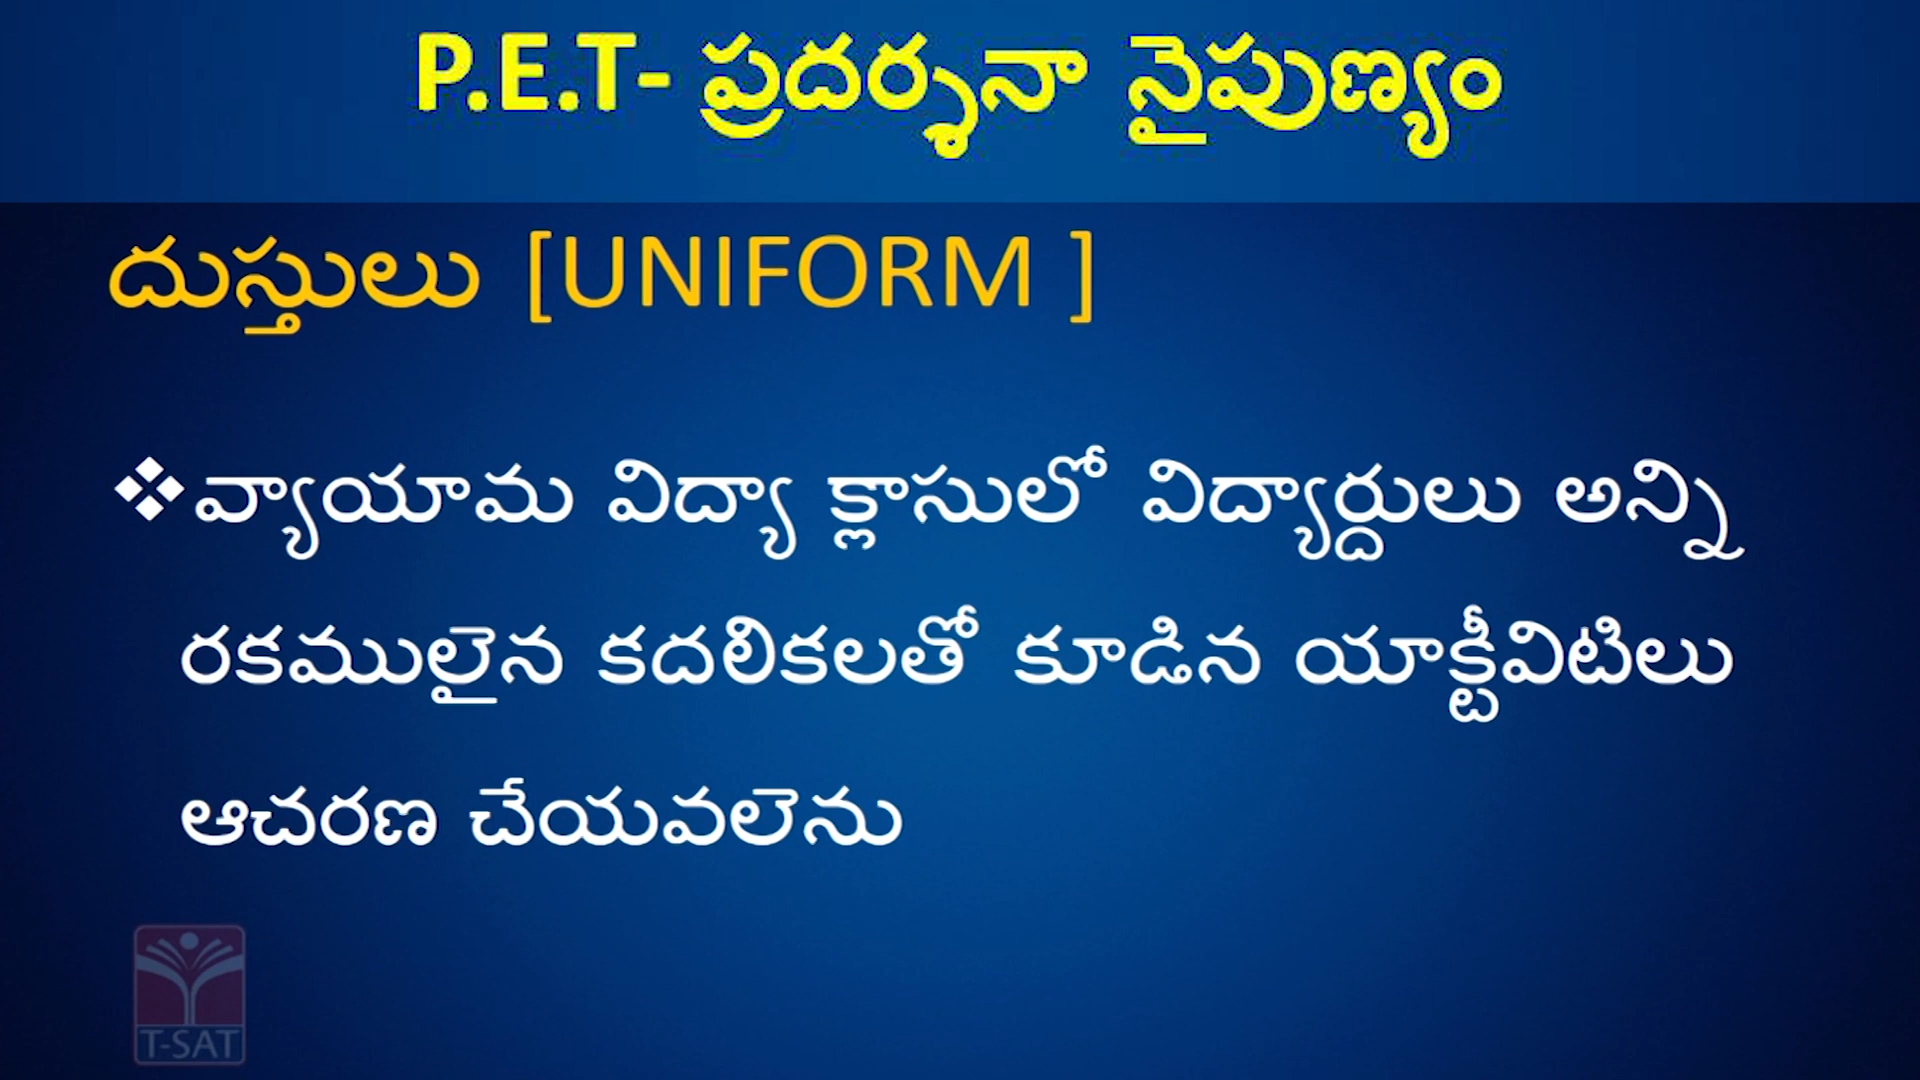 P.E.T- ప్రదర్శనా నైపుణ్యం
దుస్తులు [UNIFORM ]
❖వ్యాయామ విద్యా క్లాసులో విద్యార్దులు అన్ని
రకములైన కదలికలతో కూడిన యాక్టీవిటిలు
ఆచరణ చేయవలెను
T-SAT